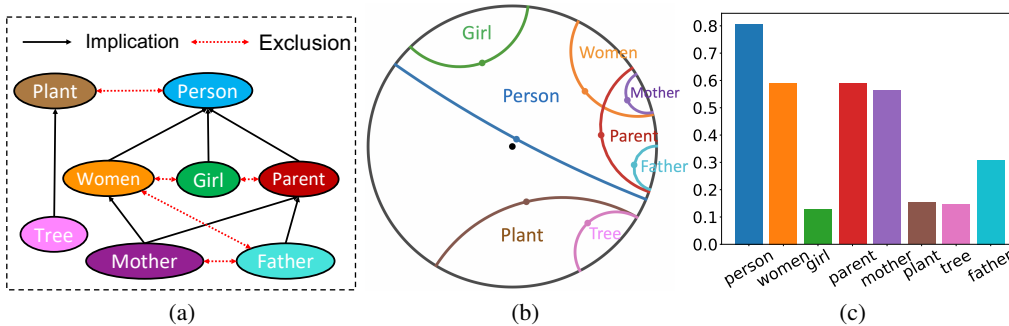 Implication
Exclusion
Plant
Person
Women
Girl
Parent
Tree
Mother
Father
(a)
Girl
Women
Person
Mother
Parent
Father
Plant
Tree
(b)
0.8
0.7
0.6
0.5
0.4
0.3
0.2
0.1
0.0
person
women
girl
parent
mother
plant
tree
father
(c)